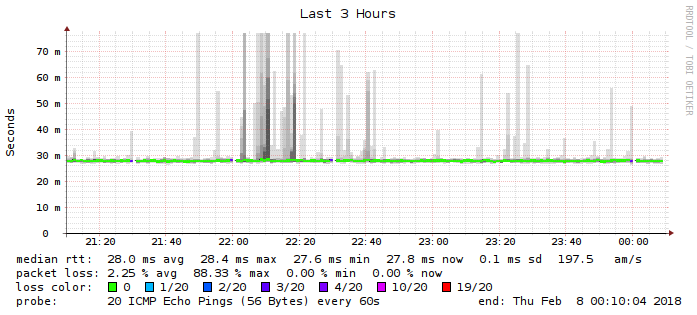 Last 3 Hours
RRDTOOL / TOBI OETIKER
Seconds
70 m
60 m
50 m
40 m
30 m
20 m
10 m
0
21:20 21:40 22:00 22:20 22:40 23:00 23:20 23:40 00:00
median rtt: 28.0 ms avg 28.4 ms max 27.6 ms min 27.8 ms now 0.1 ms sd 197.5 am/s
packet loss: 2.25 % avg 88.33 % max 0.00 % min 0.00 % now
loss color: 0 1/20 2/20 3/20 4/20 10/20 19/20
probe: 20 ICMP Echo Pings (56 Bytes) every 60s end: Thu Feb 8 00:10:04 2018